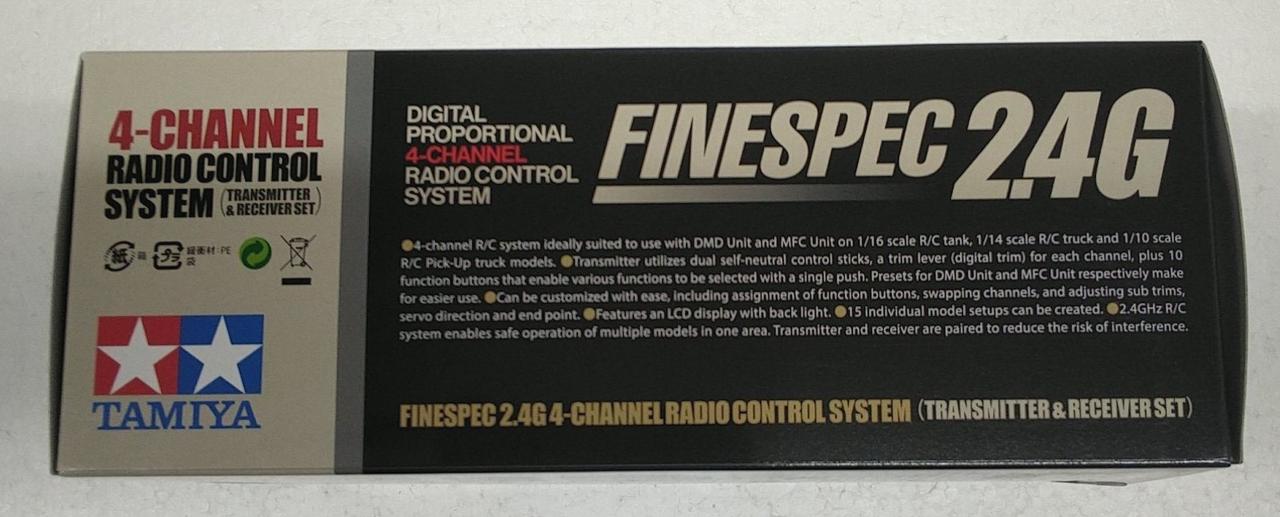 4-CHANNEL
RADIO CONTROL
SYSTEM (TRANSMITTER
& RECEIVER SET)
紙 箱 プラ 緩衝材:PE
袋
TAMIYA
DIGITAL
PROPORTIONAL
4-CHANNEL
RADIO CONTROL
SYSTEM
FINESPEC 2.4G
●4-channel R/C system ideally suited to use with DMD Unit and MFC Unit on 1/16 scale R/C tank, 1/14 scale R/C truck and 1/10 scale
R/C Pick-Up truck models. ●Transmitter utilizes dual self-neutral control sticks, a trim lever (digital trim) for each channel, plus 10
function buttons that enable various functions to be selected with a single push. Presets for DMD Unit and MFC Unit respectively make
for easier use. ●Can be customized with ease, including assignment of function buttons, swapping channels, and adjusting sub trims,
servo direction and end point. ●Features an LCD display with back light. ●15 individual model setups can be created. ●2.4GHz R/C
system enables safe operation of multiple models in one area. Transmitter and receiver are paired to reduce the risk of interference.
FINESPEC 2.4G 4-CHANNEL RADIO CONTROL SYSTEM (TRANSMITTER & RECEIVER SET)